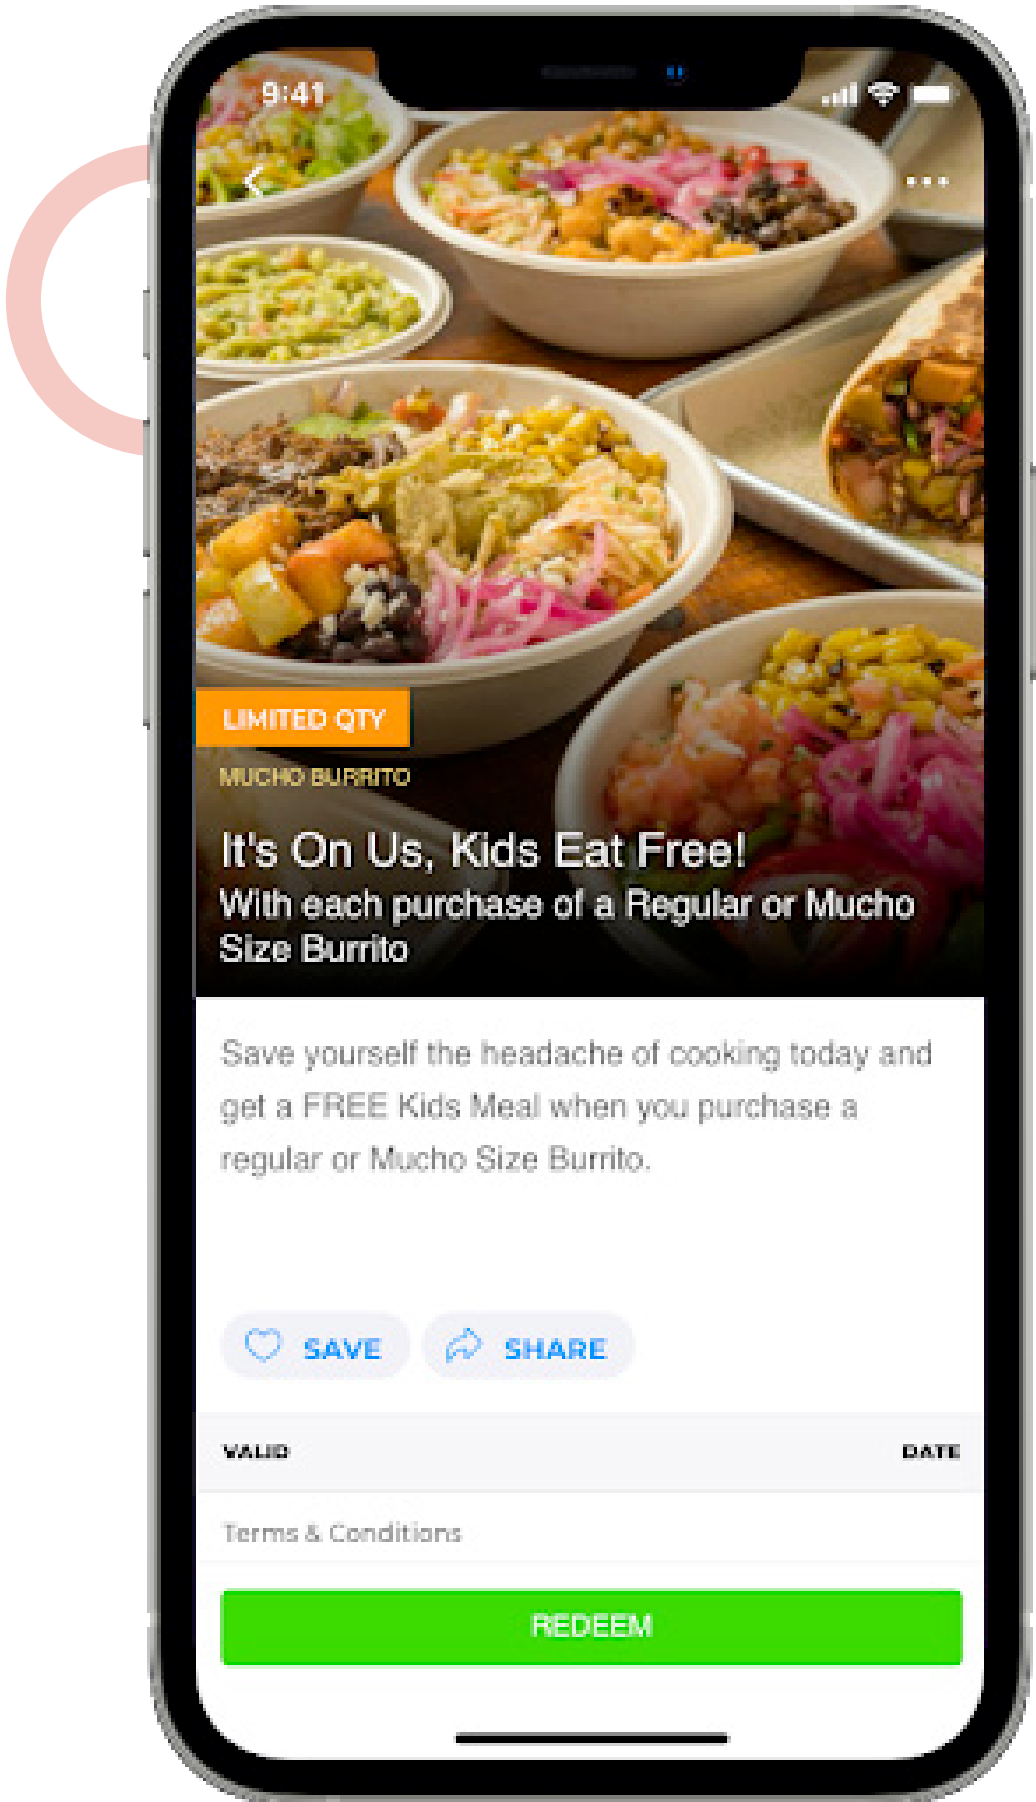 9:41
LIMITED QTY
MUCHO BURRITO
It's On Us, Kids Eat Free!
With each purchase of a Regular or Mucho
Size Burrito
Save yourself the headache of cooking today and
get a FREE Kids Meal when you purchase a
regular or Mucho Size Burrito.
SAVE SHARE
VALID DATE
Terms & Conditions
REDEEM